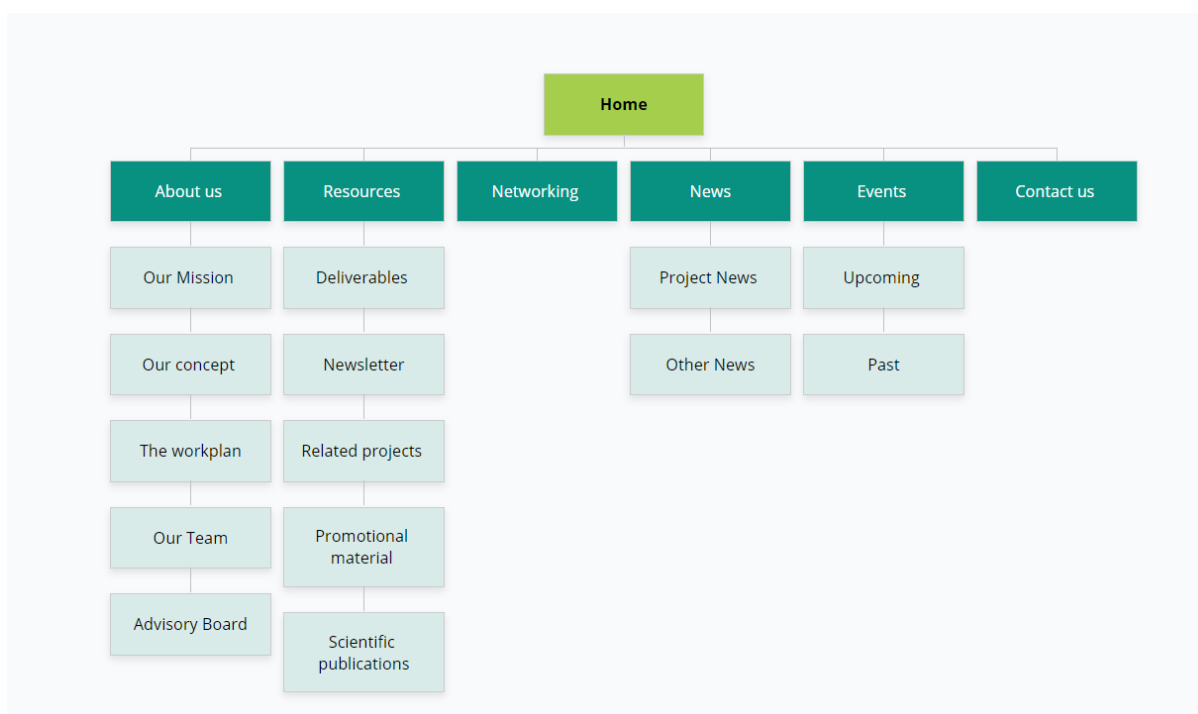 Home
About us
Resources
Networking
News
Events
Contact us
Our Mission
Deliverables
Project News
Upcoming
Our concept
Newsletter
Other News
Past
The workplan
Related projects
Our Team
Promotional
material
Advisory Board
Scientific
publications